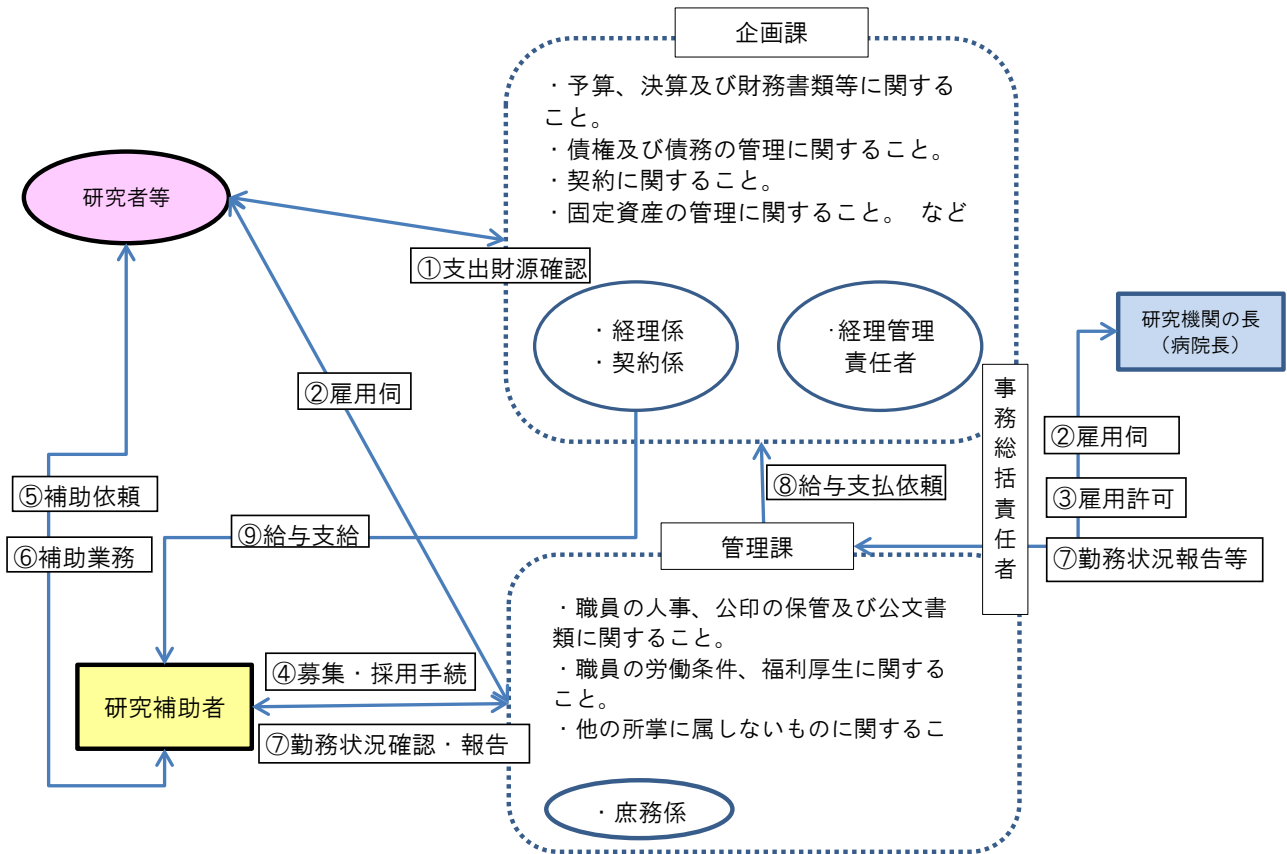 企画課
・予算、決算及び財務書類等に関する
こと。
・債権及び債務の管理に関すること。
・契約に関すること。
・固定資産の管理に関すること。 など
研究者等
①支出財源確認
・経理係
・契約係
・経理管理
責任者
研究機関の長
（病院長）
②雇用伺
事務総括責任者
②雇用伺
③雇用許可
⑦勤務状況報告等
⑤補助依頼
⑥補助業務
⑧給与支払依頼
⑨給与支給
管理課
・職員の人事、公印の保管及び公文書
類に関すること。
・職員の労働条件、福利厚生に関する
こと。
・他の所掌に属しないものに関するこ
④募集・採用手続
研究補助者
⑦勤務状況確認・報告
・庶務係